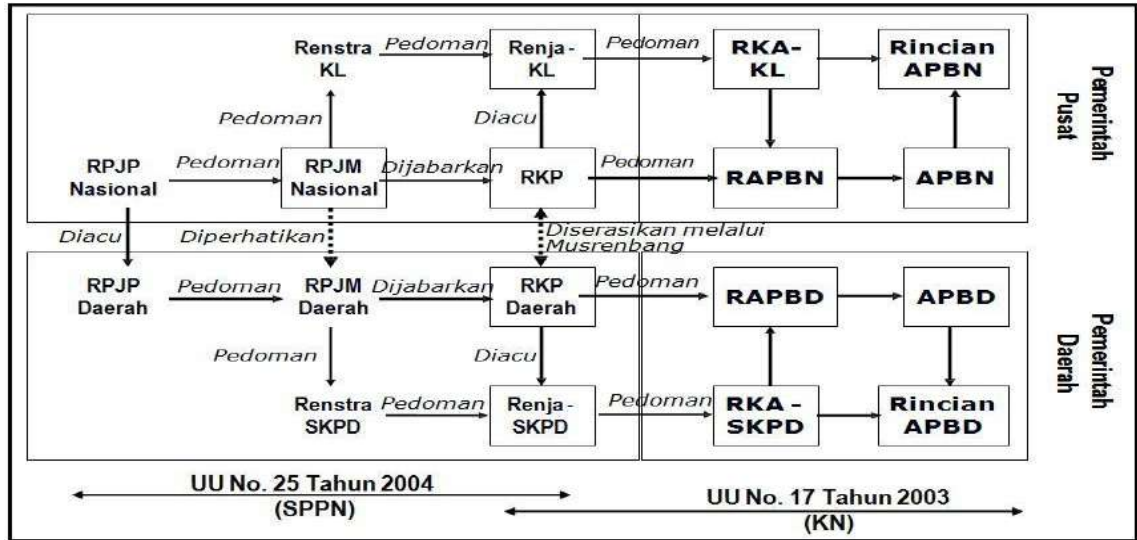 Renstra KL
Pedoman
Renja-KL
Pedoman
RKA-KL
Rincian APBN
Pedoman
Diacu
RPJP Nasional
Pedoman
RPJM Nasional
Dijabarkan
RKP
Pedoman
RAPBN
APBN
Pemerintah Pusat
Diacu
Diperhatikan
Diserasikan melalui
Musrenbang
RPJP Daerah
Pedoman
RPJM Daerah
Dijabarkan
RKP Daerah
Pedoman
RAPBD
APBD
Pemerintah Daerah
Pedoman
Diacu
Renstra SKPD
Pedoman
Renja-SKPD
Pedoman
RKA - SKPD
Rincian APBD
UU No. 25 Tahun 2004
(SPPN)
UU No. 17 Tahun 2003
(KN)